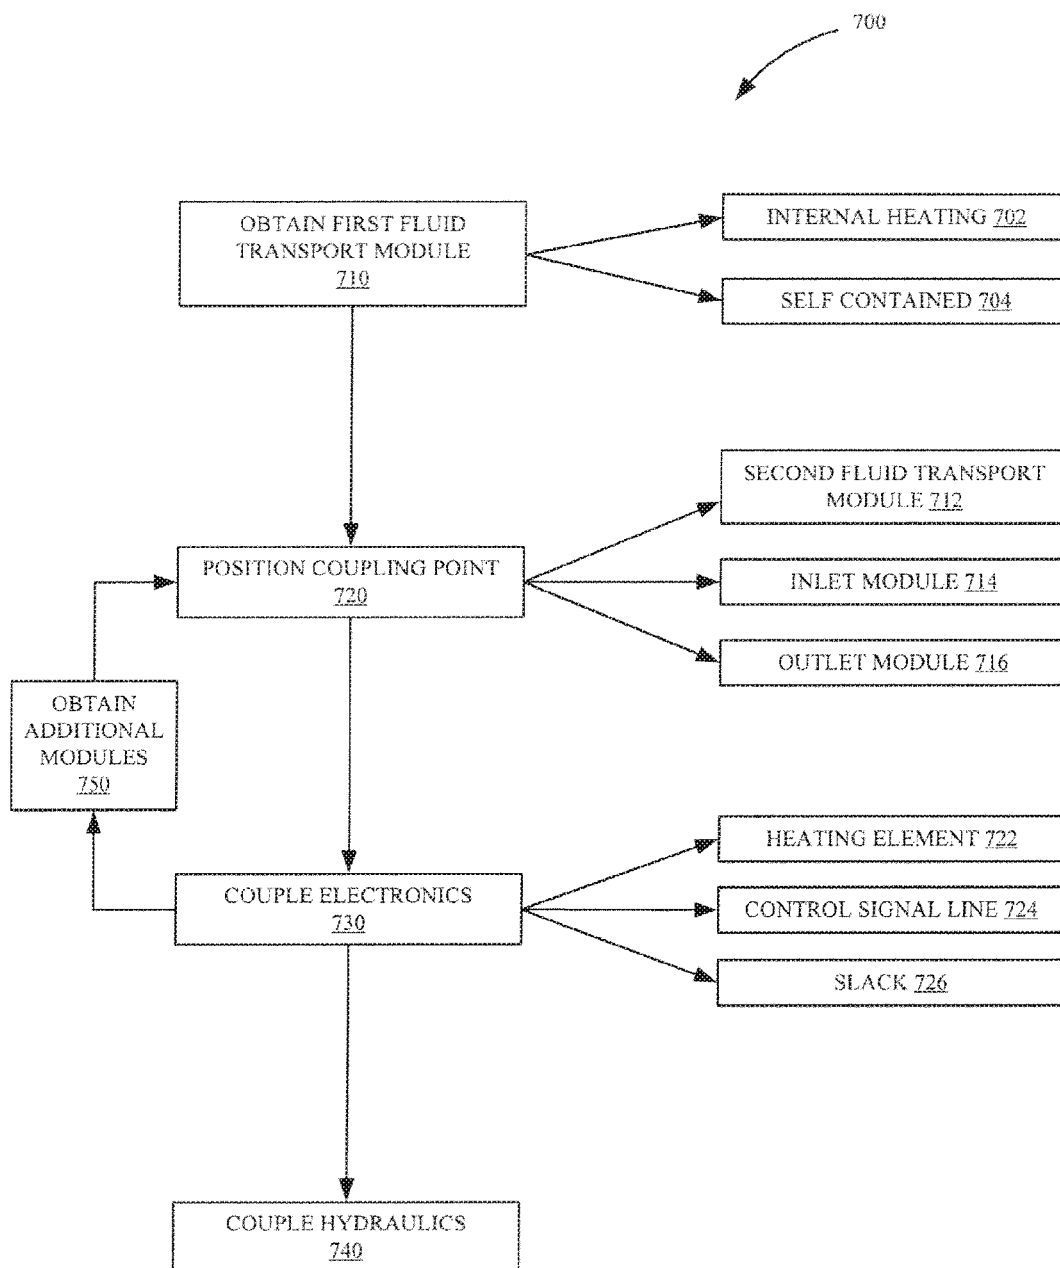 700
OBTAIN FIRST FLUID
TRANSPORT MODULE
710
INTERNAL HEATING 702
SELF CONTAINED 704
SECOND FLUID TRANSPORT
MODULE 712
POSITION COUPLING POINT
720
INLET MODULE 714
OUTLET MODULE 716
OBTAIN
ADDITIONAL
MODULES
750
HEATING ELEMENT 722
COUPLE ELECTRONICS
730
CONTROL SIGNAL LINE 724
SLACK 726
COUPLE HYDRAULICS
740